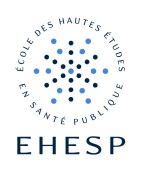 ÉCOLE DES HAUTES ÉTUDES
EN SANTÉ PUBLIQUE
EHESP